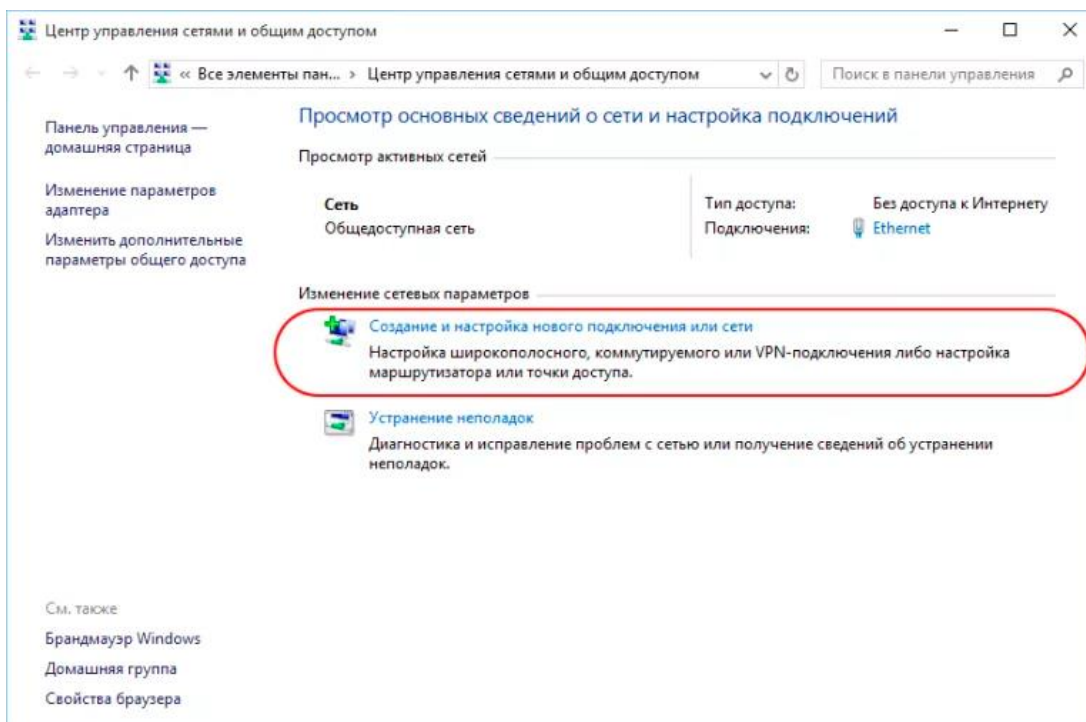 Центр управления сетями и общим доступом
« Все элементы пан... › Центр управления сетями и общим доступом
Поиск в панели управления
Панель управления —
домашняя страница
Изменение параметров
адаптера
Изменить дополнительные
параметры общего доступа
Просмотр основных сведений о сети и настройка подключений
Просмотр активных сетей
Сеть
Общедоступная сеть
Тип доступа: Без доступа к Интернету
Подключения: Ethernet
Изменение сетевых параметров
Создание и настройка нового подключения или сети
Настройка широкополосного, коммутируемого или VPN-подключения либо настройка
маршрутизатора или точки доступа.
Устранение неполадок
Диагностика и исправление проблем с сетью или получение сведений об устранении
неполадок.
См. также
Брандмауэр Windows
Домашняя группа
Свойства браузера